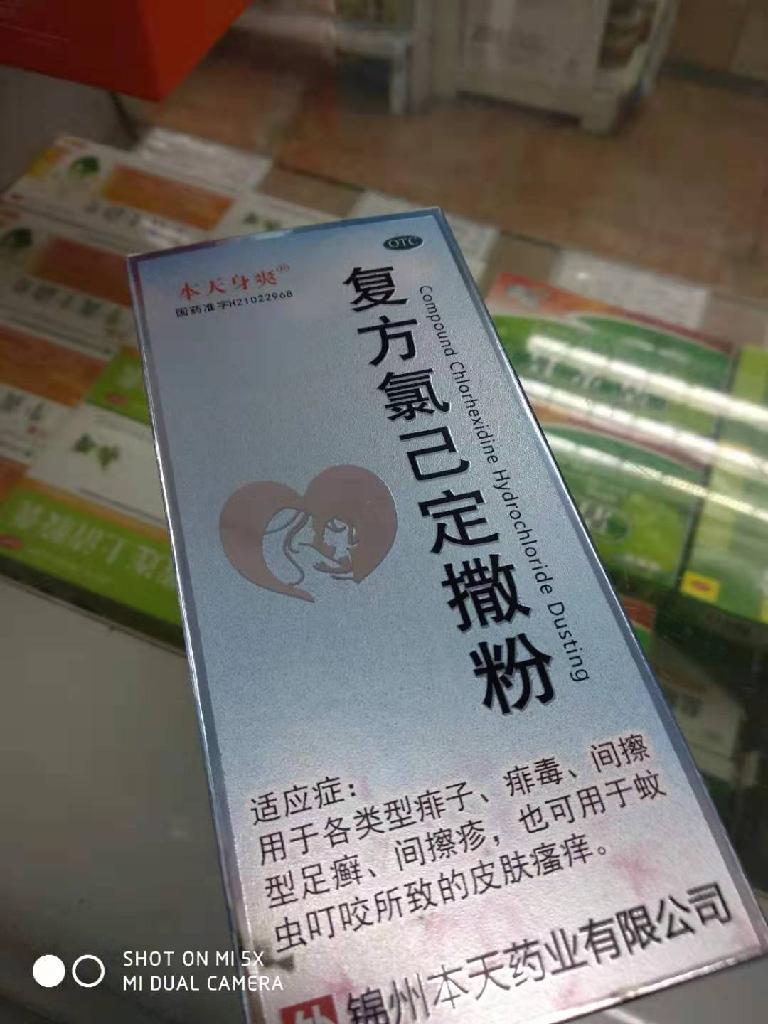 OTC
本天身爽®
国药准字H21022968
复方氯己定撒粉
Compound Chlorhexidine Hydrochloride Dusting
适应症：
用于各类型痱子、痱毒、间擦
型足癣、间擦疹，也可用于蚊
虫叮咬所致的皮肤瘙痒。
外
锦州本天药业有限公司
SHOT ON MI 5X
MI DUAL CAMERA